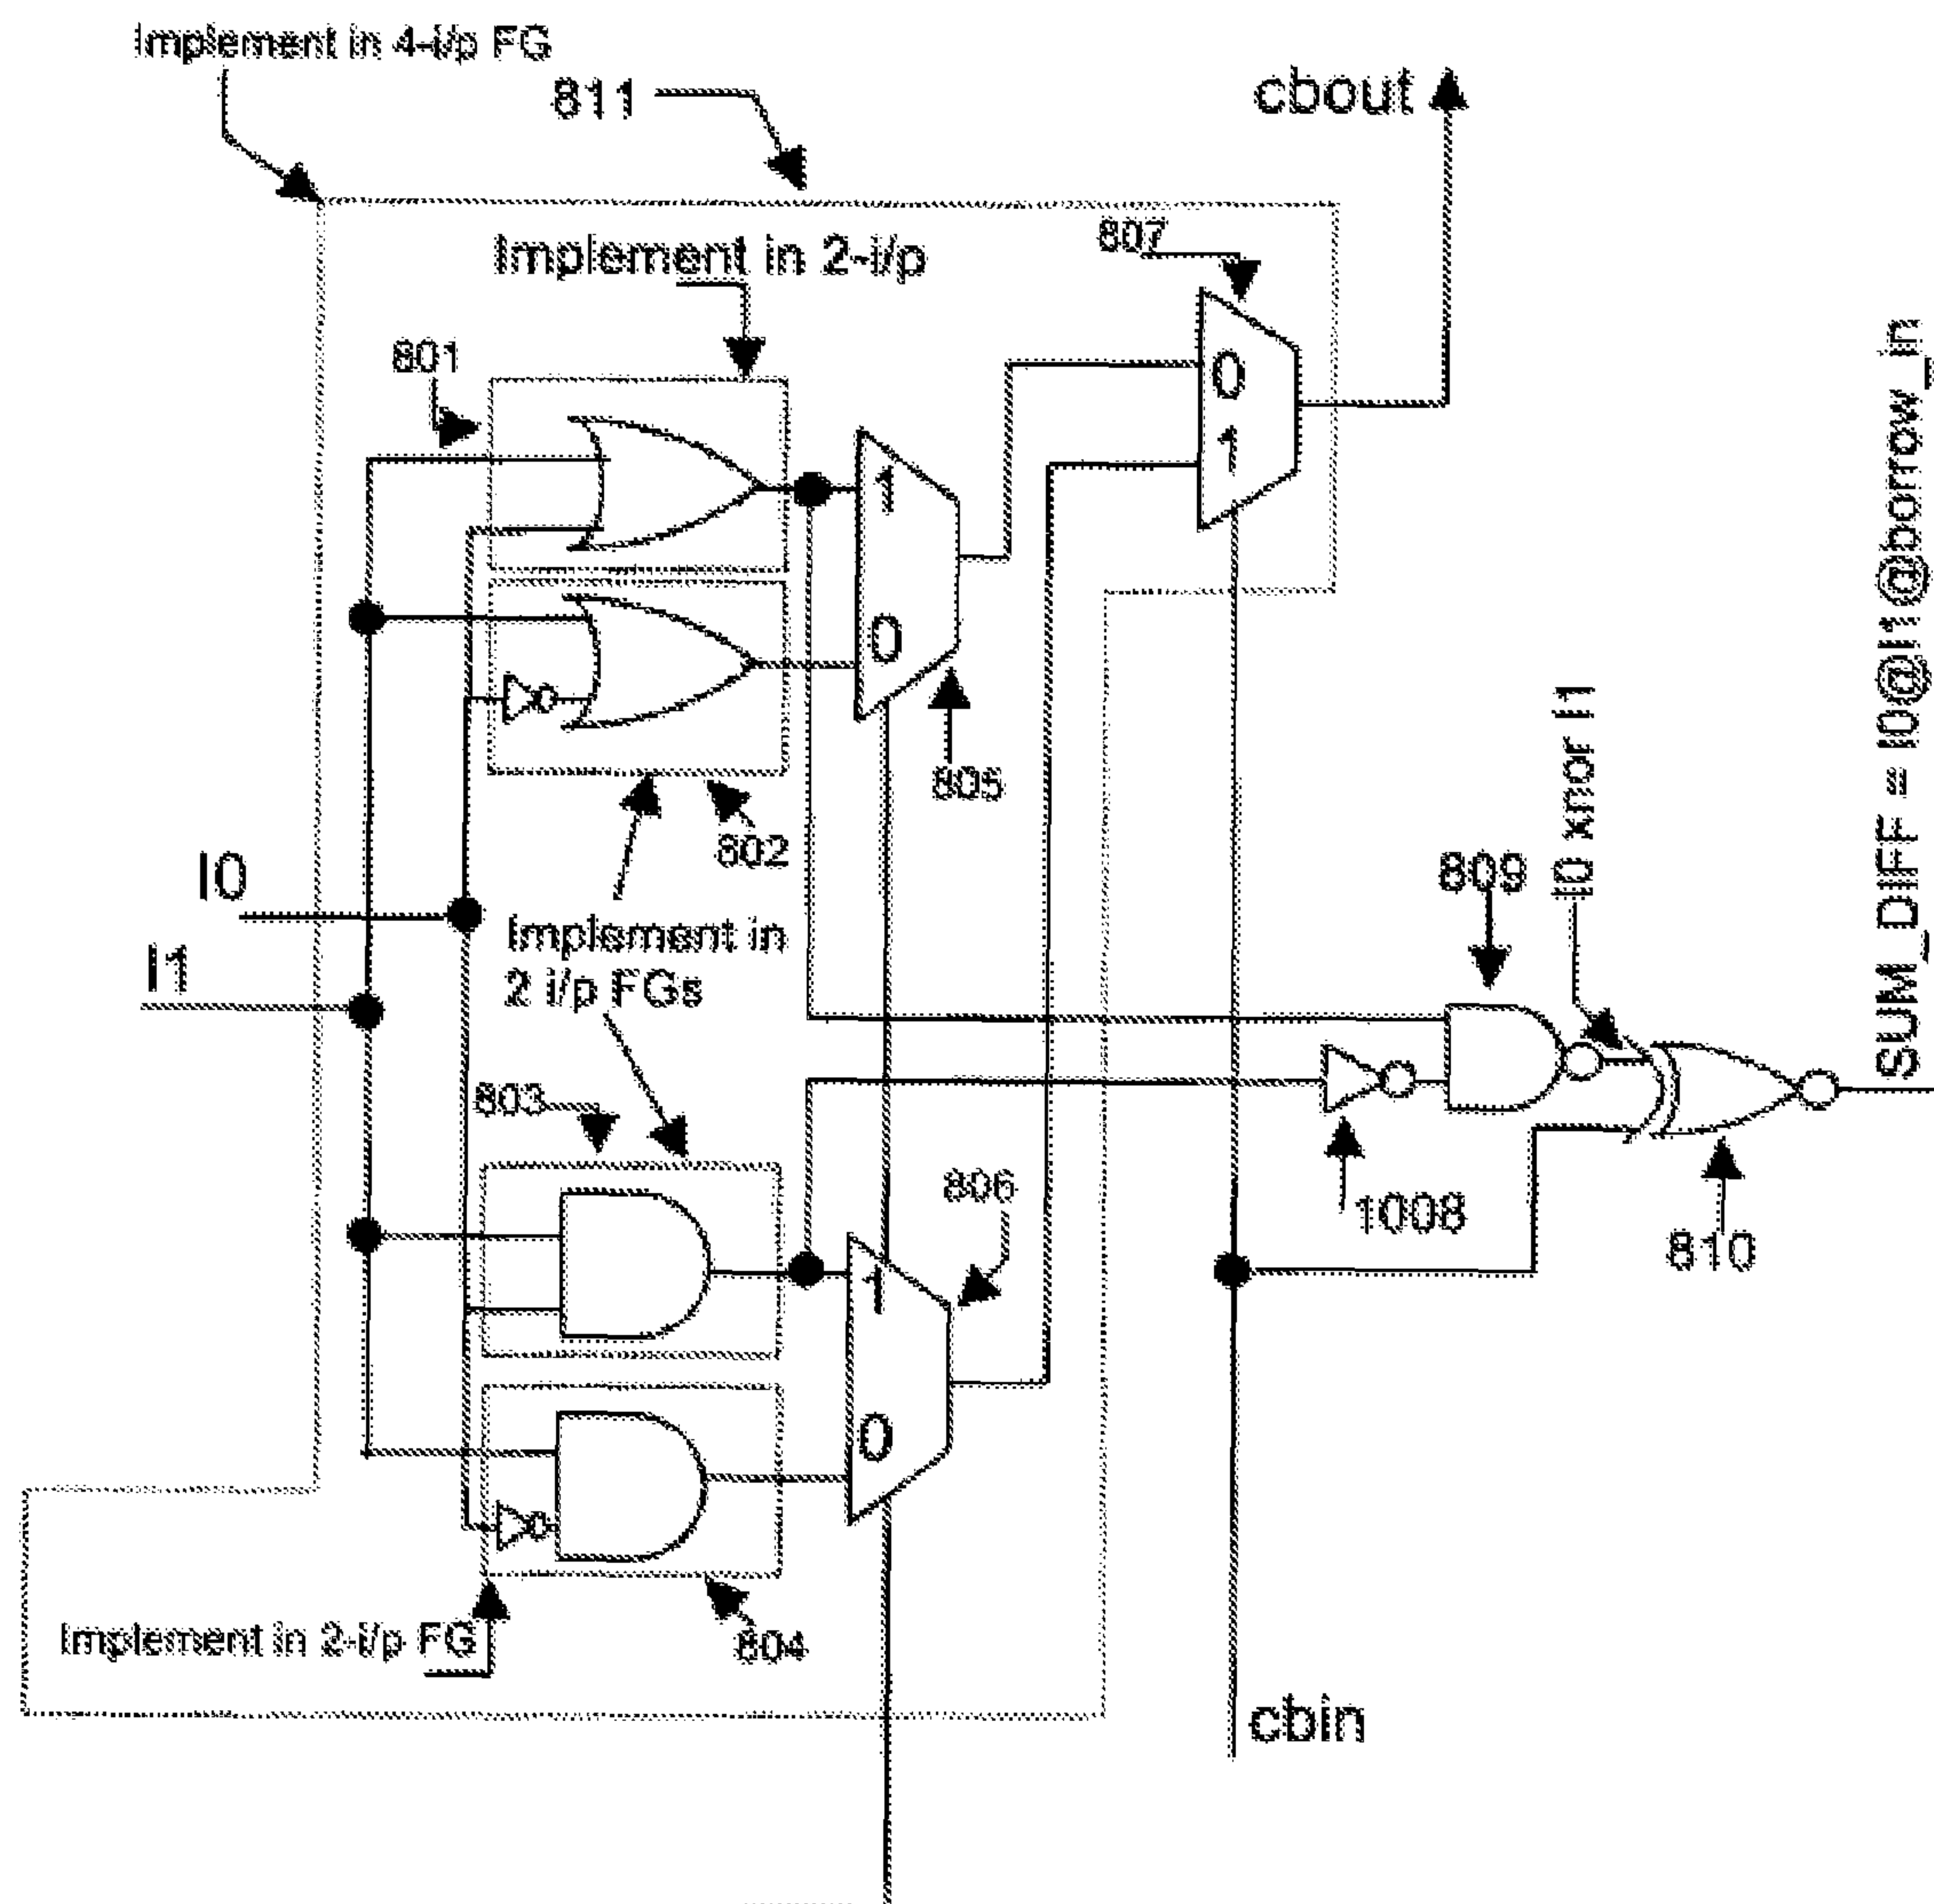 Implement in 4-i/p FG
811
cbout
Implement in 2-i/p
807
801
0
1
1
0
805
802
I0
I1
Implement in
2 i/p FGs
809
I0 xnor I1
SUM_DIFF = I0@I1@borrow_in
803
806
1008
810
1
0
Implement in 2-i/p FG
804
cbin